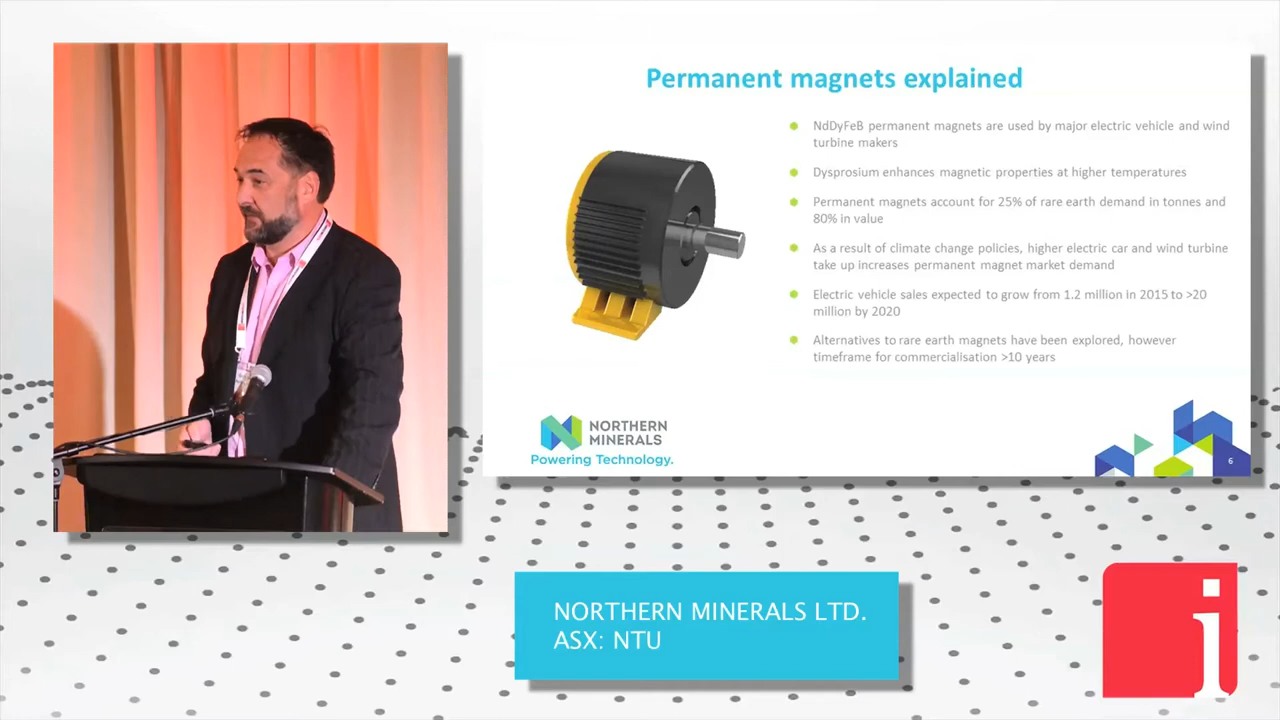 Permanent magnets explained
NdDyFeB permanent magnets are used by major electric vehicle and wind
turbine makers
Dysprosium enhances magnetic properties at higher temperatures
Permanent magnets account for 25% of rare earth demand in tonnes and
80% in value
As a result of climate change policies, higher electric car and wind turbine
take up increases permanent magnet market demand
Electric vehicle sales expected to grow from 1.2 million in 2015 to >20
million by 2020
Alternatives to rare earth magnets have been explored, however
timeframe for commercialisation >10 years
NORTHERN
MINERALS
Powering Technology.
6
NORTHERN MINERALS LTD.
ASX: NTU
i